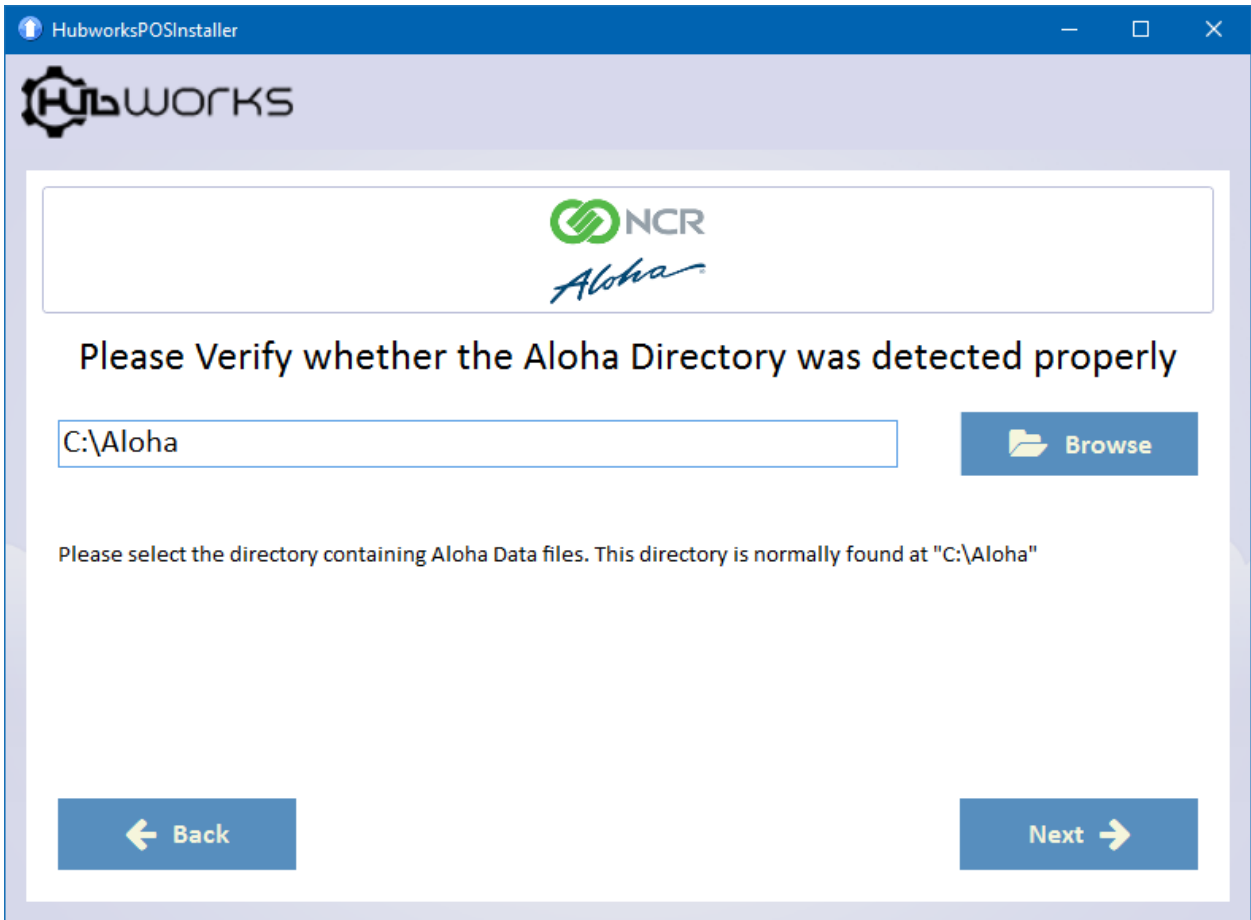 HubworksPOSInstaller
Hubworks
NCR
Aloha
Please Verify whether the Aloha Directory was detected properly
C:\Aloha
Browse
Please select the directory containing Aloha Data files. This directory is normally found at "C:\Aloha"
Back
Next